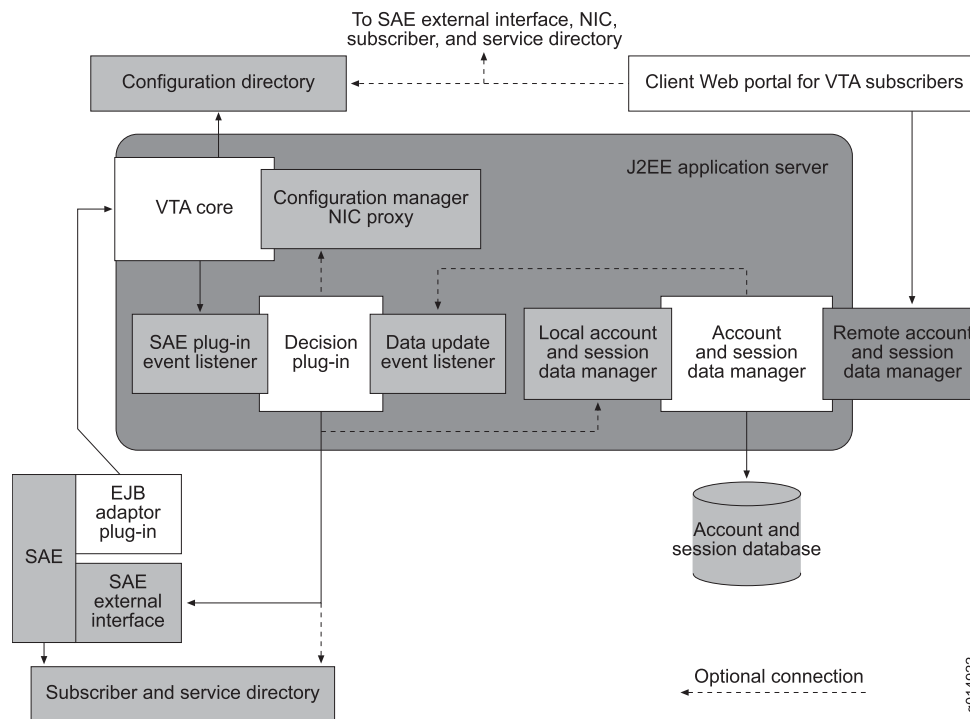 To SAE external interface, NIC,
subscriber, and service directory
Configuration directory
Client Web portal for VTA subscribers
J2EE application server
VTA core
Configuration manager
NIC proxy
SAE plug-in
event listener
Decision
plug-in
Data update
event listener
Local account
and session
data manager
Account
and session
data manager
Remote account
and session
data manager
EJB
adaptor
plug-in
SAE
SAE
external
interface
Account and
session database
Subscriber and service directory
Optional connection